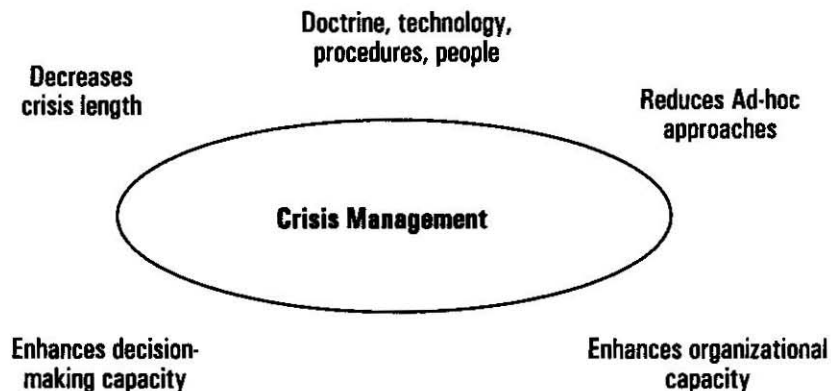 Doctrine, technology,
procedures, people
Decreases
crisis length
Reduces Ad-hoc
approaches
Crisis Management
Enhances decision-
making capacity
Enhances organizational
capacity